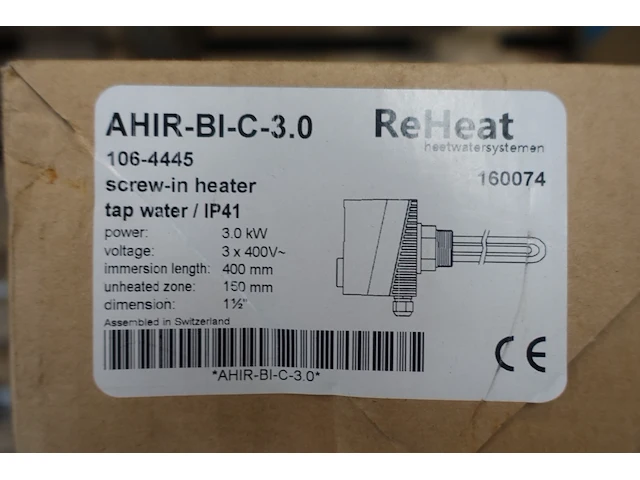 AHIR-BI-C-3.0
ReHeat
heetwatersystemen
106-4445
160074
screw-in heater
tap water / IP41
power: 3.0 kW
voltage: 3 x 400V~
immersion length: 400 mm
unheated zone: 150 mm
dimension: 1½"
Assembled in Switzerland
*AHIR-BI-C-3.0*
CE